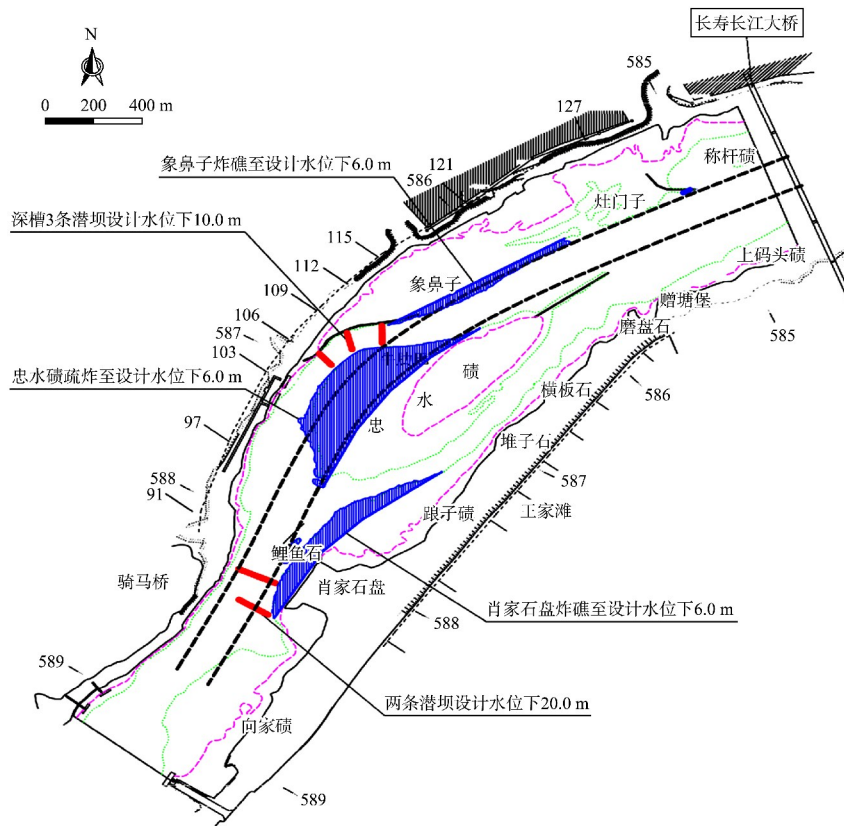 长寿长江大桥
N
0 200 400 m
585
127
称杆碛
象鼻子炸礁至设计水位下6.0 m
121
586
灶门子
深槽3条潜坝设计水位下10.0 m
115
上码头碛
112
象鼻子
109
赠塘堡
106
磨盘石
585
587
103
忠水碛疏炸至设计水位下6.0 m
碛
横板石
586
水
忠
97
堆子石
587
588
踉子碛
91
王家滩
鲤鱼石
骑马桥
肖家石盘
肖家石盘炸礁至设计水位下6.0 m
588
589
两条潜坝设计水位下20.0 m
向家碛
589